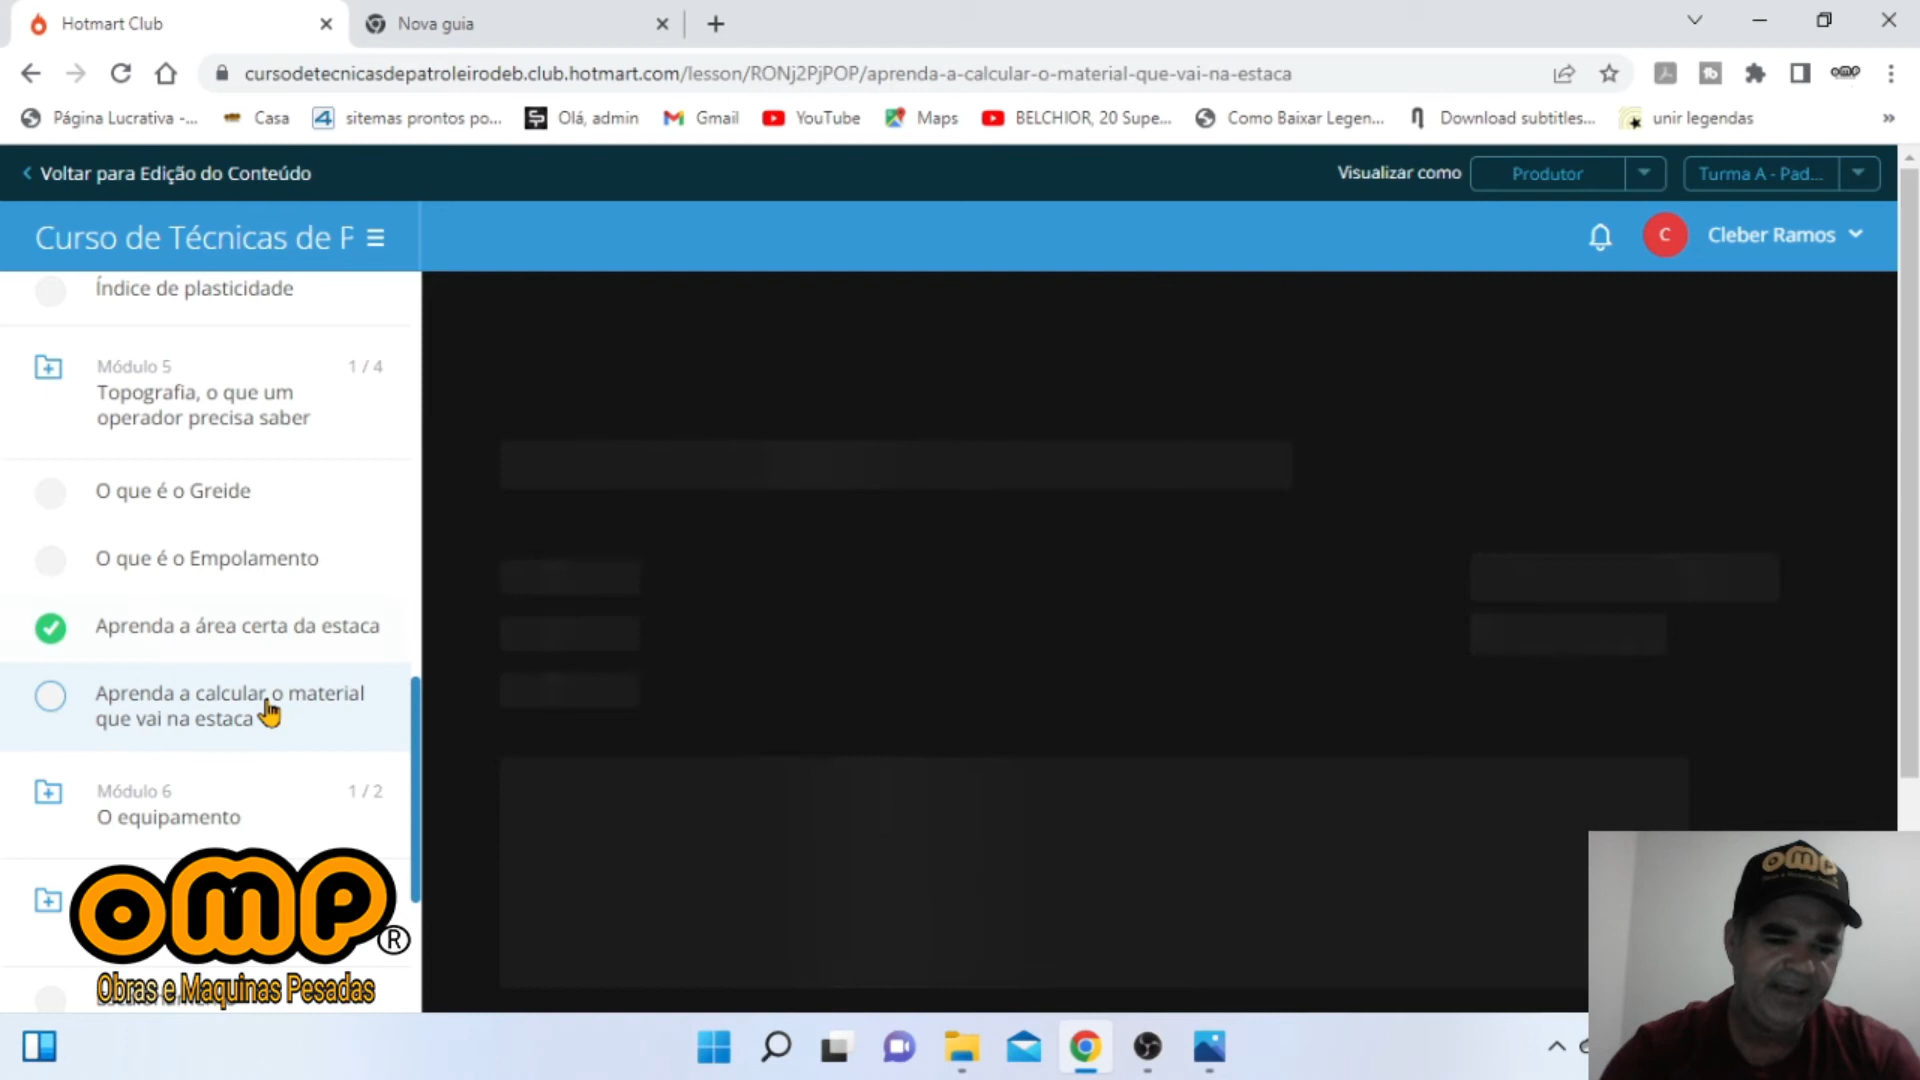 Hotmart Club
Nova guia
cursodetecnicasdepatroleirodeb.club.hotmart.com/lesson/RONj2PjPOP/aprenda-a-calcular-o-material-que-vai-na-estaca
Página Lucrativa -...
Casa
sitemas prontos po...
Olá, admin
Gmail
YouTube
Maps
BELCHIOR, 20 Supe...
Como Baixar Legen...
Download subtitles...
unir legendas
Voltar para Edição do Conteúdo
Visualizar como
Produtor
Turma A - Pad...
Curso de Técnicas de F
C
Cleber Ramos
Índice de plasticidade
Módulo 5
1 / 4
Topografia, o que um
operador precisa saber
O que é o Greide
O que é o Empolamento
Aprenda a área certa da estaca
Aprenda a calcular o material
que vai na estaca
Módulo 6
1 / 2
O equipamento
OMP
®
Obras e Maquinas Pesadas
OMP